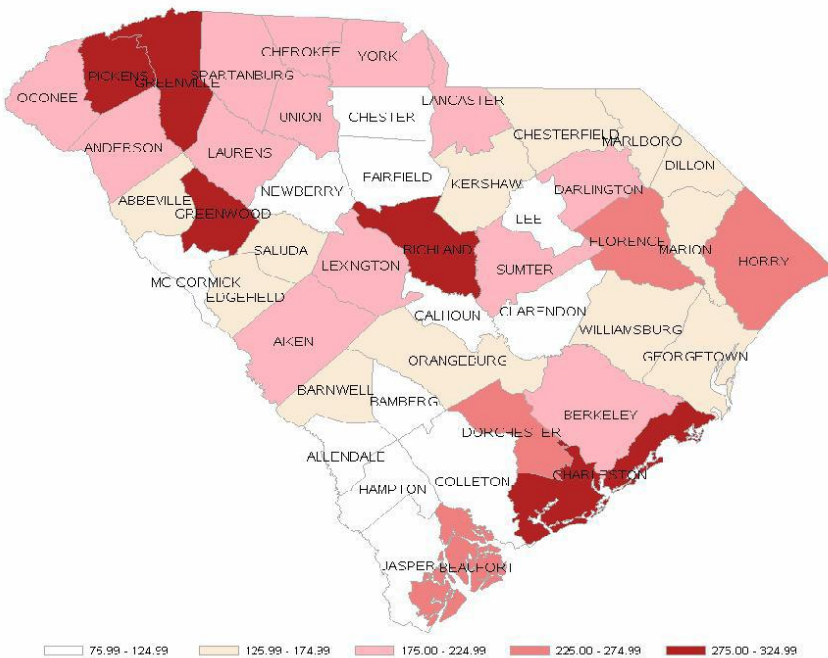 CHEROKEE
YORK
PICKENS
GREENVILLE
SPARTANBURG
OCONEE
LANCASTER
UNION
CHESTER
CHESTERFIELD
MARLBORO
ANDERSON
LAURENS
DILLON
FAIRFIELD
KERSHAW
NEWBERRY
DARLINGTON
ABBEVILLE
GREENWOOD
LEE
FLORENCE
MARION
SALUDA
RICHLAND
HORRY
LEXNGTON
SUMTER
MC CORMICK
EDGEHELD
CALHOUN
CLARENDON
WILLIAMSBURG
AIKEN
ORANGEBURG
GEORGETOWN
BARNWELL
BAMBERG
BERKELEY
DORCHESTER
ALLENDALE
CHARLESTON
COLLETON
HAMPTON
JASPER
BEAUFORT
75.99 - 124.99 125.99 - 174.99 175.00 - 224.99 225.00 - 274.99 275.00 - 324.99